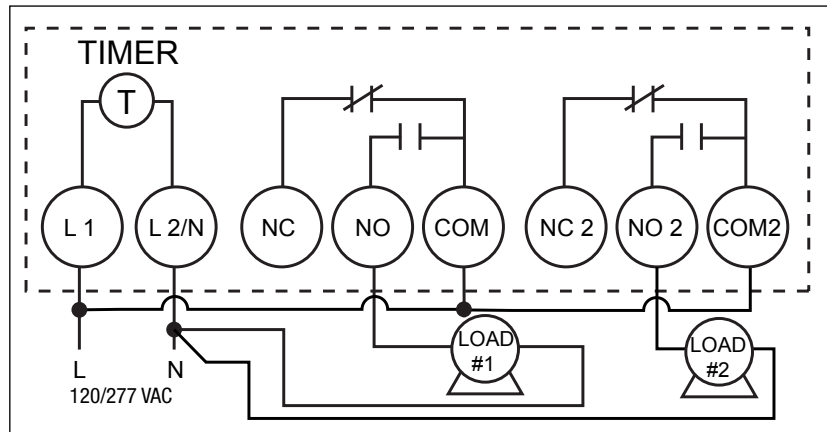 TIMER
T
L 1
L 2/N
NC
NO
COM
NC 2
NO 2
COM2
LOAD
#1
LOAD
#2
L
N
120/277 VAC